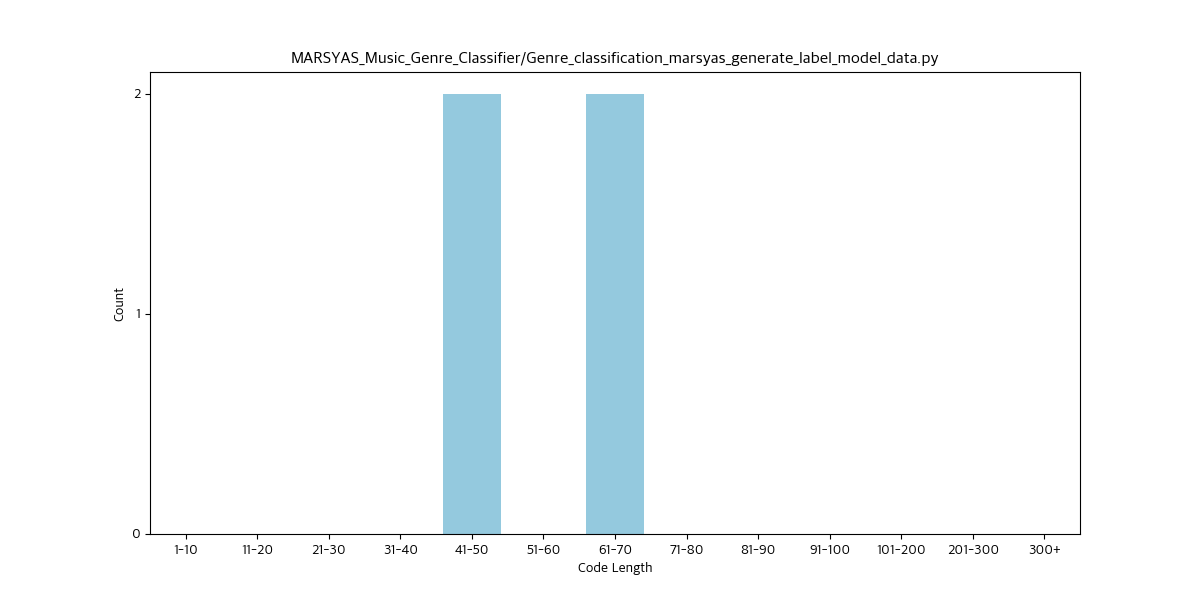 MARSYAS_Music_Genre_Classifier/Genre_classification_marsyas_generate_label_model_data.py
2
1
0
Count
1-10 11-20 21-30 31-40 41-50 51-60 61-70 71-80 81-90 91-100 101-200 201-300 300+
Code Length